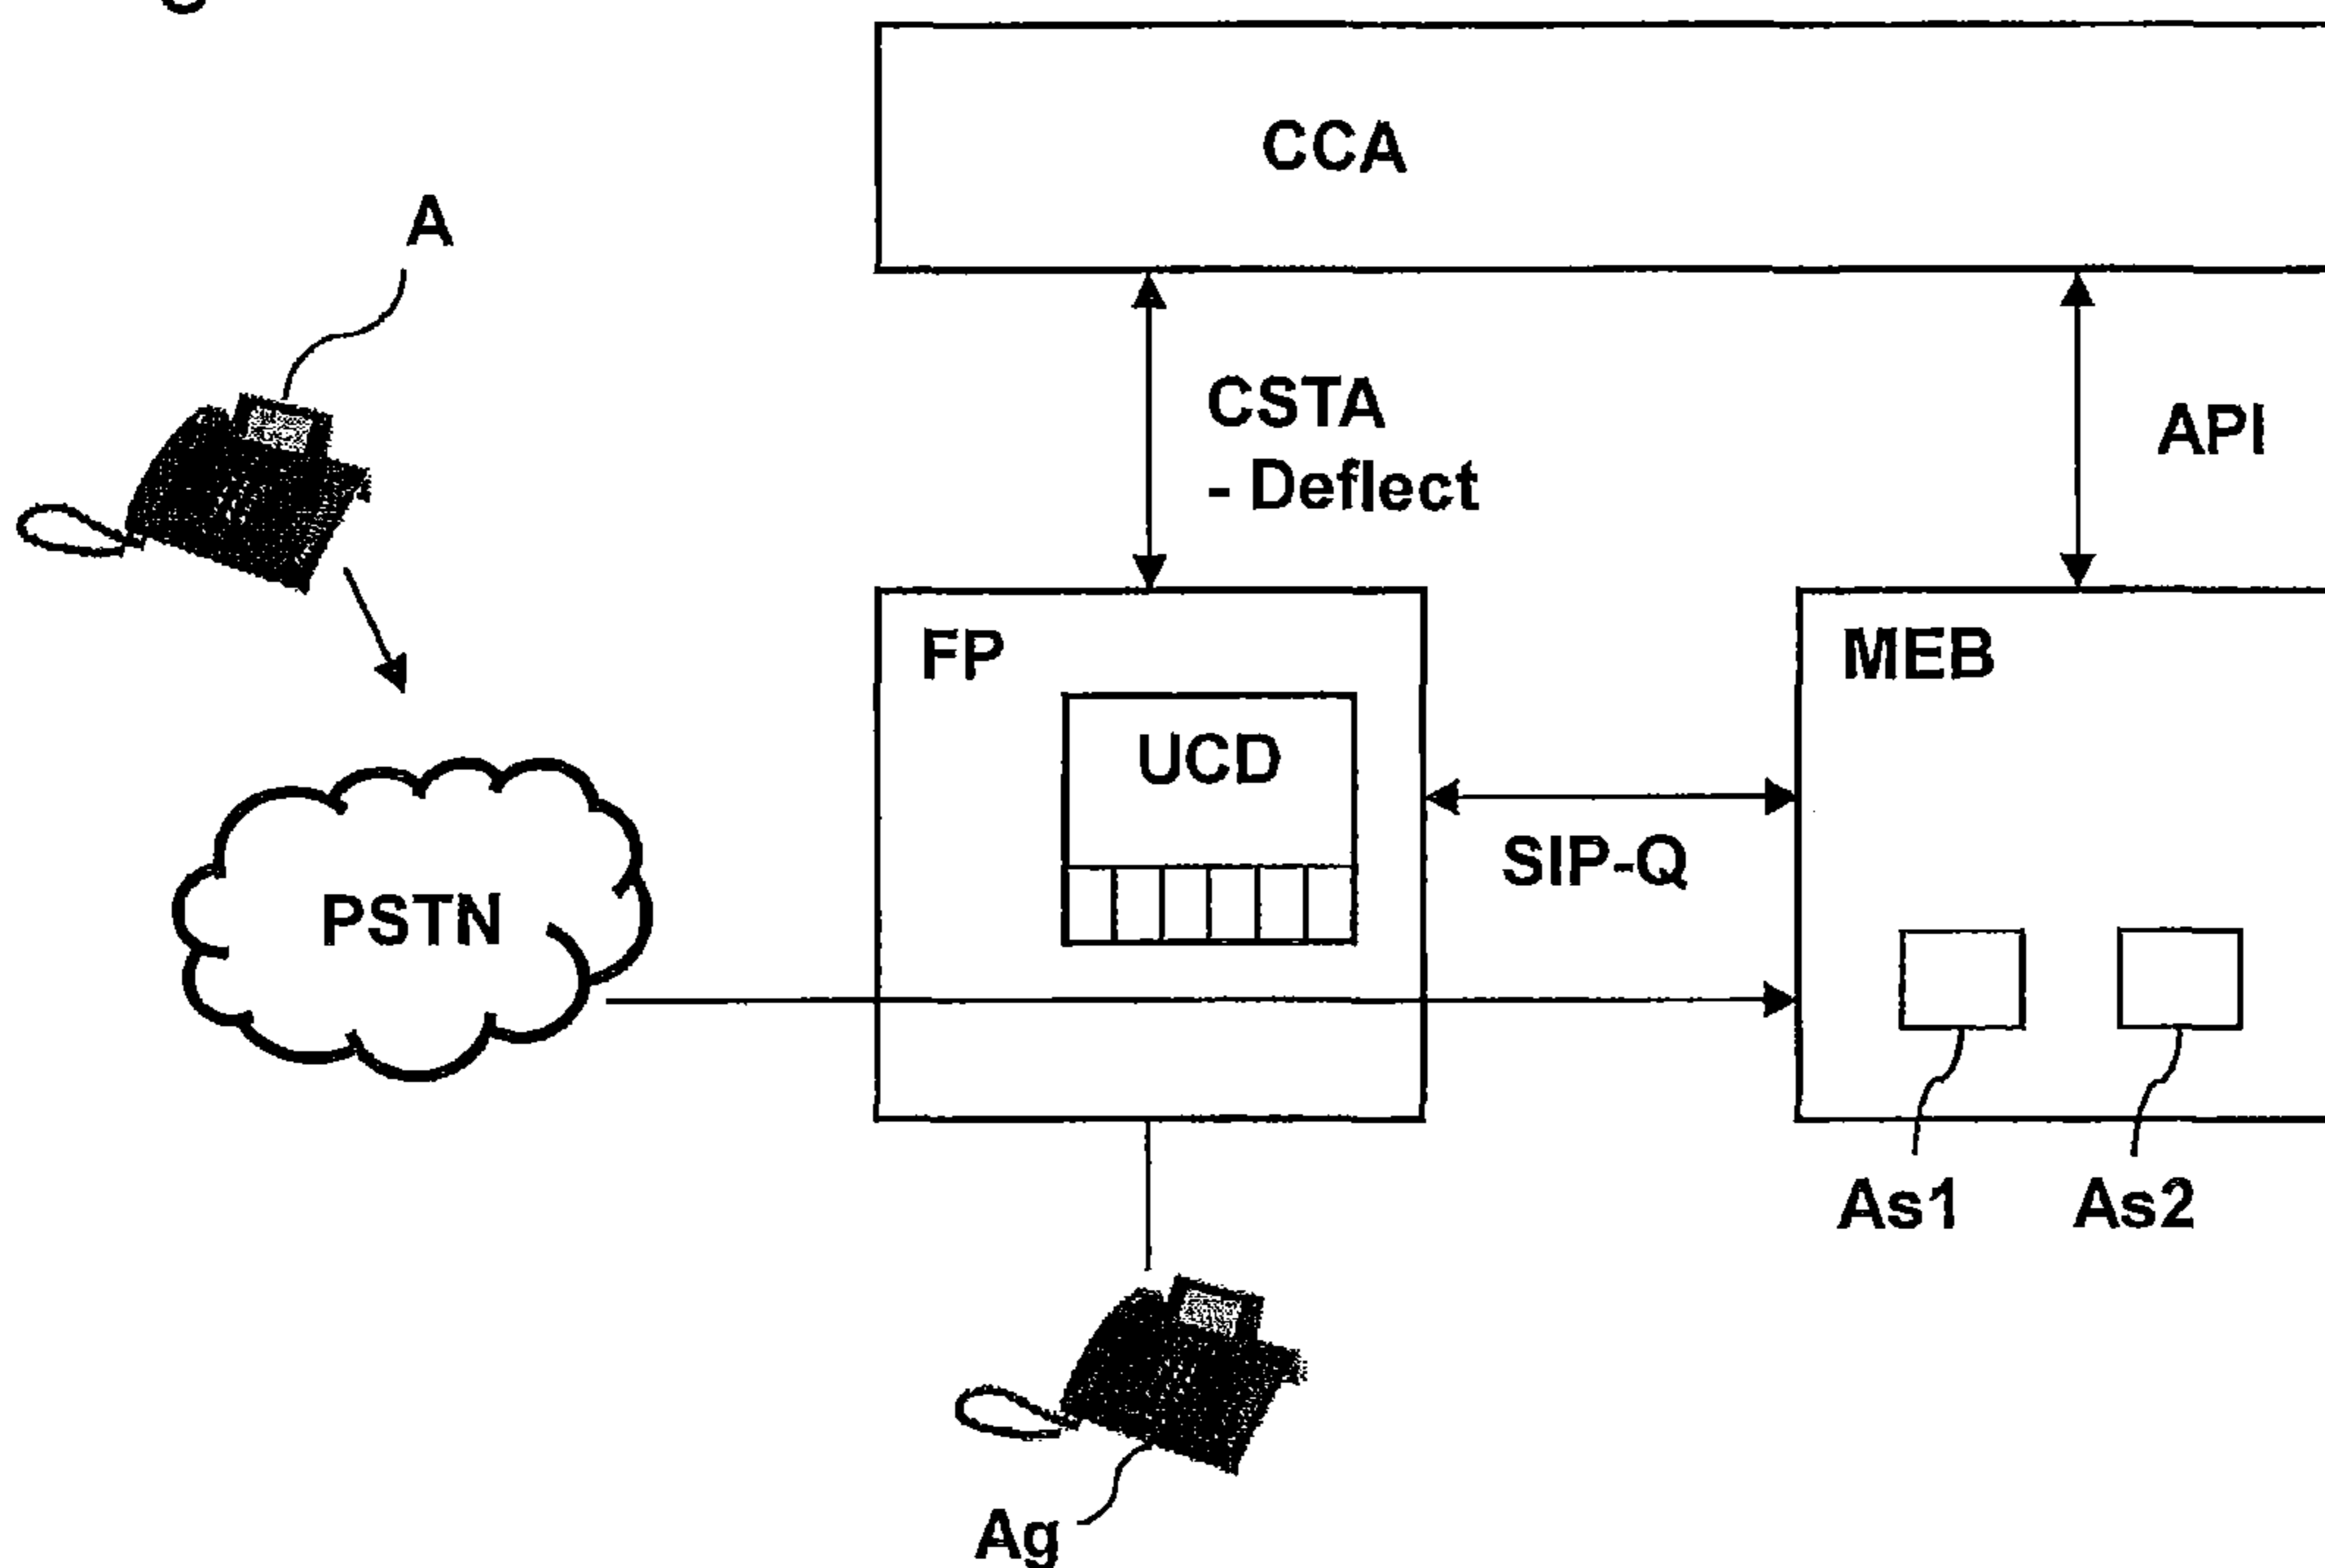 CCA
A
CSTA
- Deflect
API
FP
MEB
UCD
SIP-Q
PSTN
As1
As2
Ag